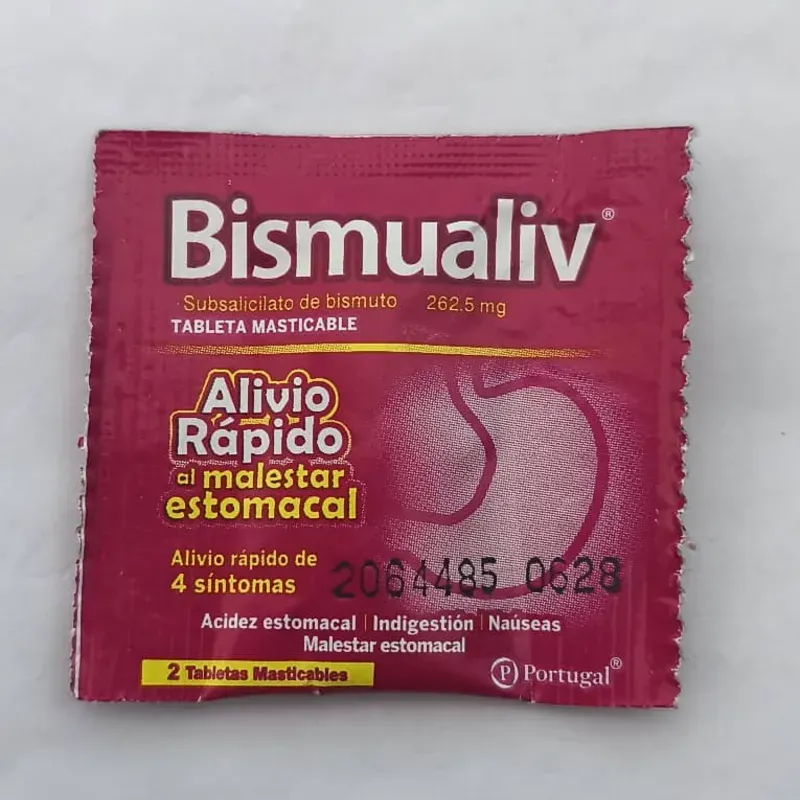 Bismualiv®
Subsalicilato de bismuto 262.5 mg
TABLETA MASTICABLE
Alivio
Rápido
al malestar
estomacal
Alivio rápido de
4 síntomas
2064485 0628
Acidez estomacal | Indigestión | Naúseas
Malestar estomacal
2 Tabletas Masticables
P Portugal®